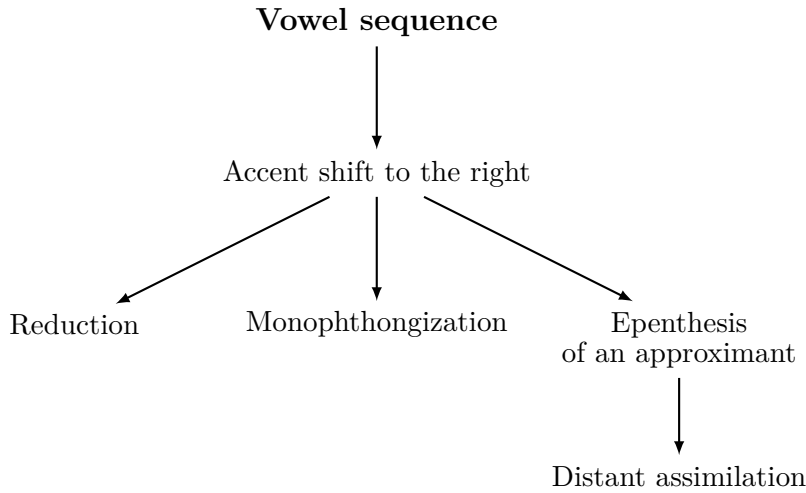 Vowel sequence
Accent shift to the right
Reduction
Monophthongization
Epenthesis
of an approximant
Distant assimilation